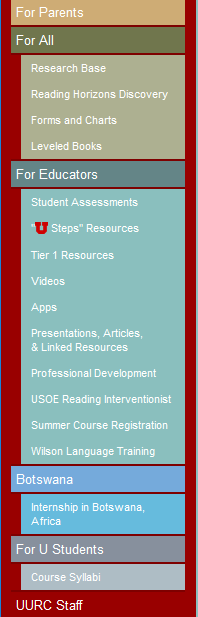 For Parents
For All
Research Base
Reading Horizons Discovery
Forms and Charts
Leveled Books
For Educators
Student Assessments
"U Steps" Resources
Tier 1 Resources
Videos
Apps
Presentations, Articles,
& Linked Resources
Professional Development
USOE Reading Interventionist
Summer Course Registration
Wilson Language Training
Botswana
Internship in Botswana,
Africa
For U Students
Course Syllabi
UURC Staff